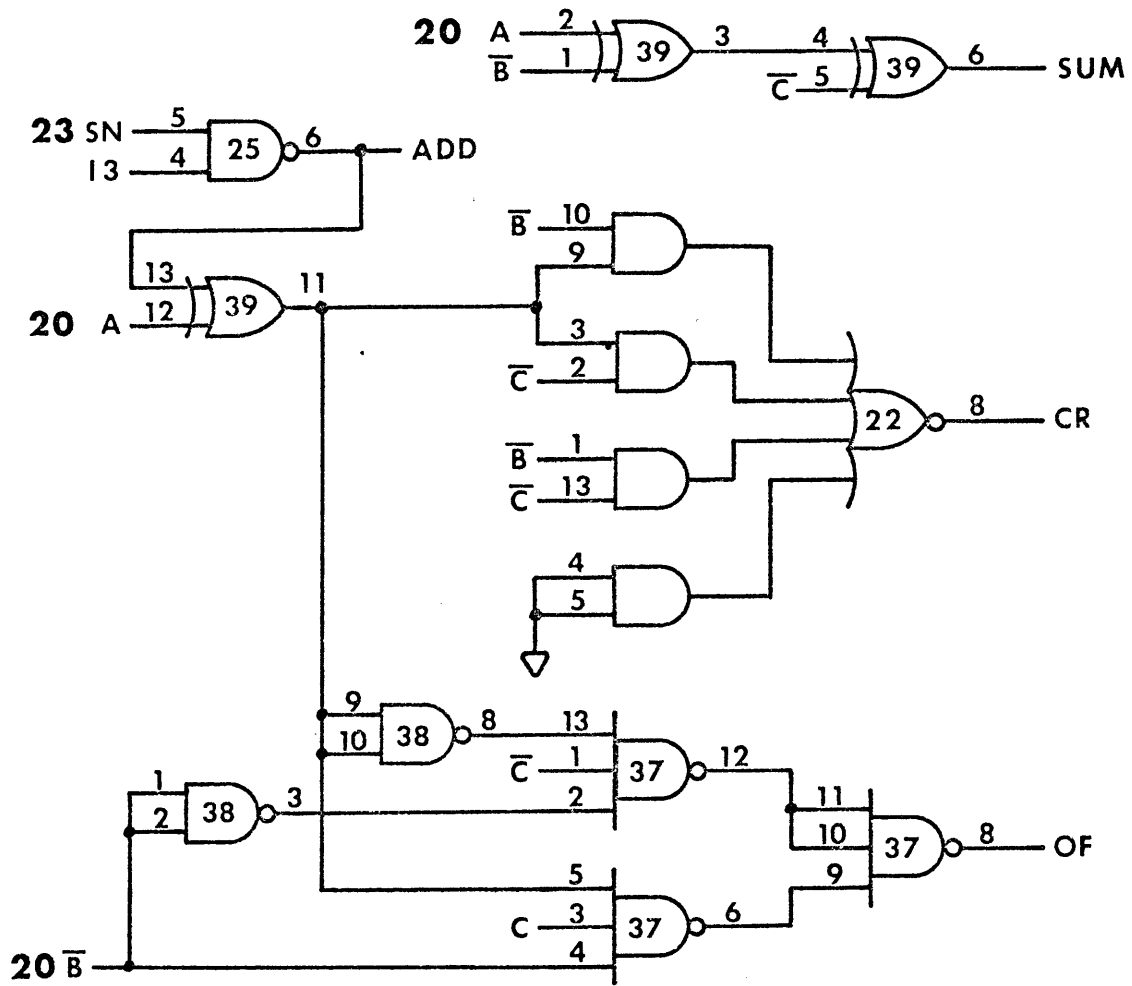 20 A 2 39 3 4 39 6 SUM
B̅ 1 C̅ 5
23 SN 5 25 6 ADD
13 4
B̅ 10
9
13 39 11
20 A 12
3
C̅ 2
22 8 CR
B̅ 1
C̅ 13
4
5
9 38 8 13
10 C̅ 1 37 12
1 38 3 2
2
11
10 37 8 OF
9
5
C 3 37 6
4
20 B̅